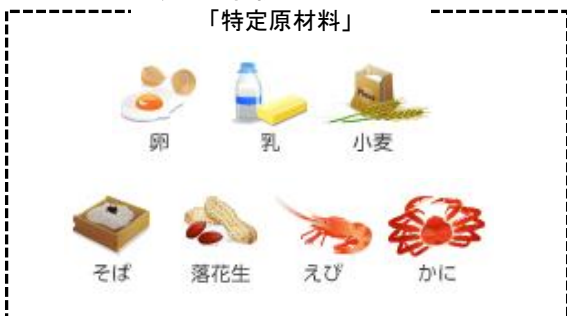 「特定原材料」
卵 乳 小麦
そば 落花生 えび かに